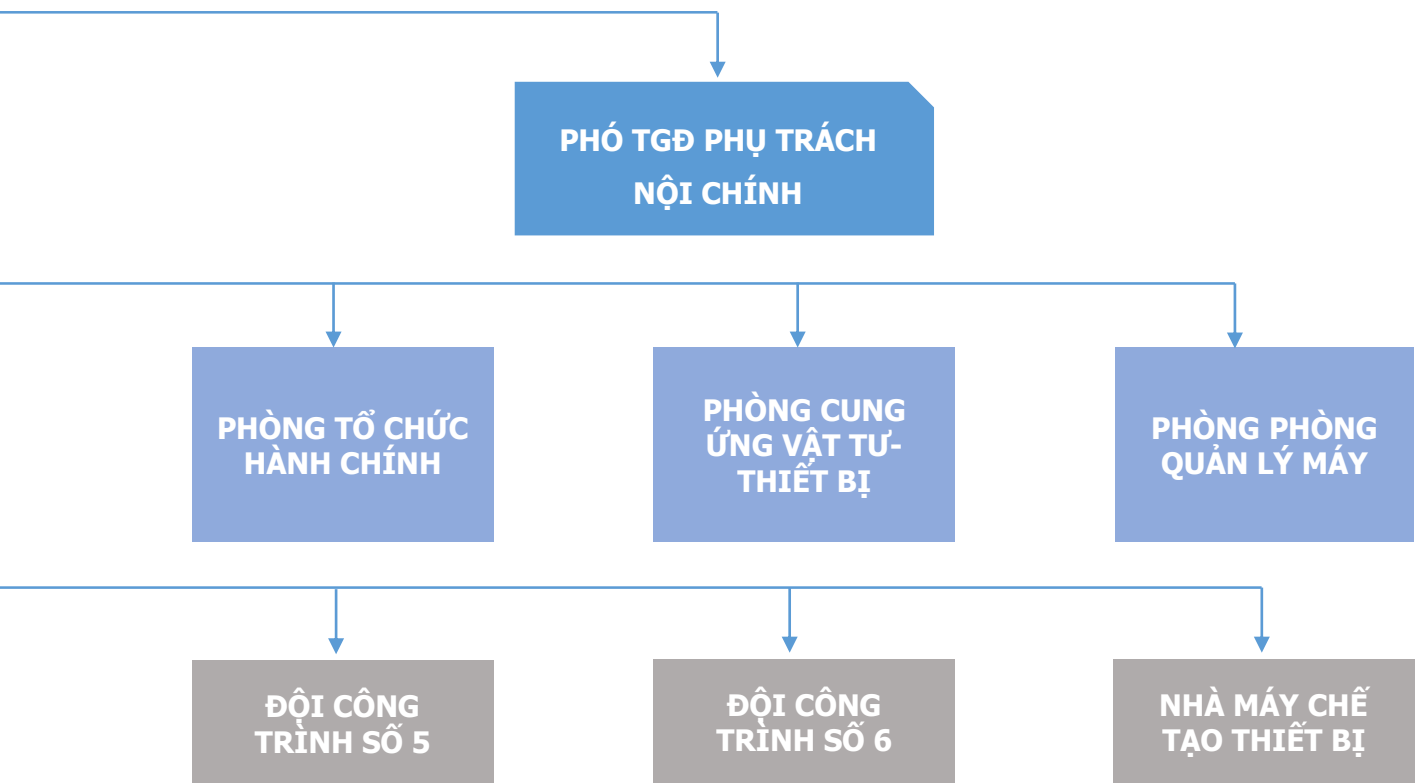 PHÓ TGĐ PHỤ TRÁCH
NỘI CHÍNH
PHÒNG TỔ CHỨC
HÀNH CHÍNH
PHÒNG CUNG
ỨNG VẬT TƯ-
THIẾT BỊ
PHÒNG PHÒNG
QUẢN LÝ MÁY
ĐỘI CÔNG
TRÌNH SỐ 5
ĐỘI CÔNG
TRÌNH SỐ 6
NHÀ MÁY CHẾ
TẠO THIẾT BỊ